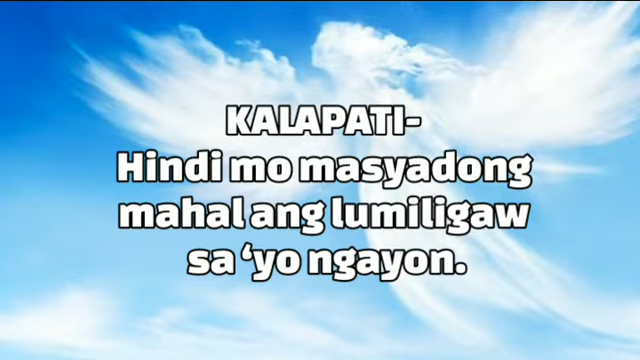 KALAPATI-
Hindi mo masyadong
mahal ang lumiligaw
sa ‘yo ngayon.